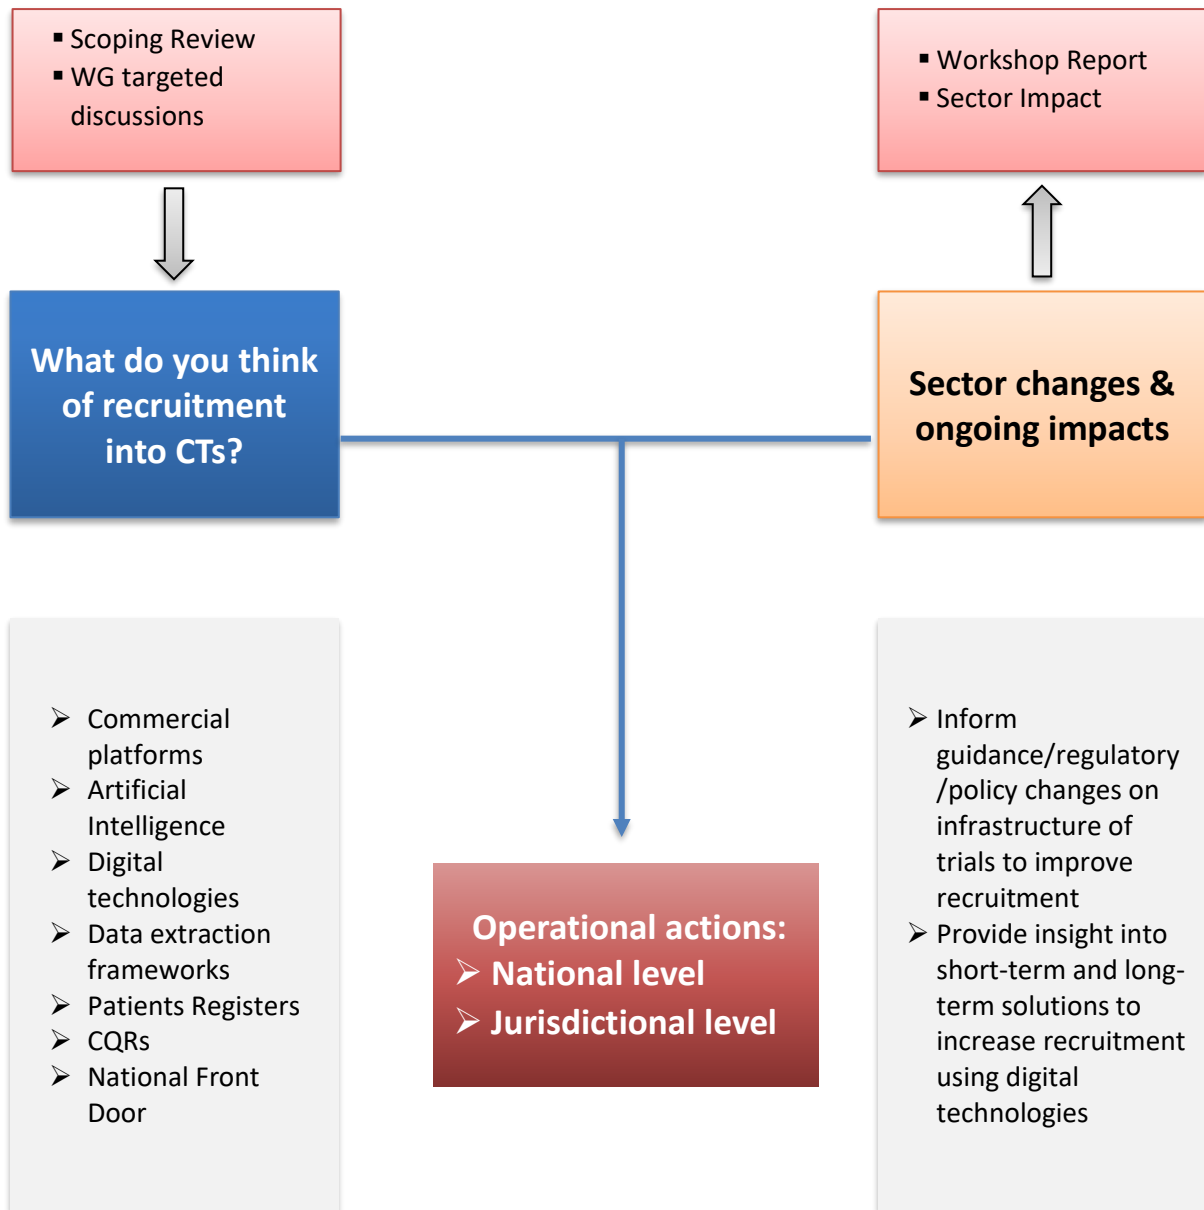 ▪ Scoping Review
▪ WG targeted
discussions
▪ Workshop Report
▪ Sector Impact
What do you think
of recruitment
into CTs?
Sector changes &
ongoing impacts
➢ Commercial
platforms
➢ Artificial
Intelligence
➢ Digital
technologies
➢ Data extraction
frameworks
➢ Patients Registers
➢ CQRs
➢ National Front
Door
Operational actions:
➢ National level
➢ Jurisdictional level
➢ Inform
guidance/regulatory
/policy changes on
infrastructure of
trials to improve
recruitment
➢ Provide insight into
short-term and long-
term solutions to
increase recruitment
using digital
technologies